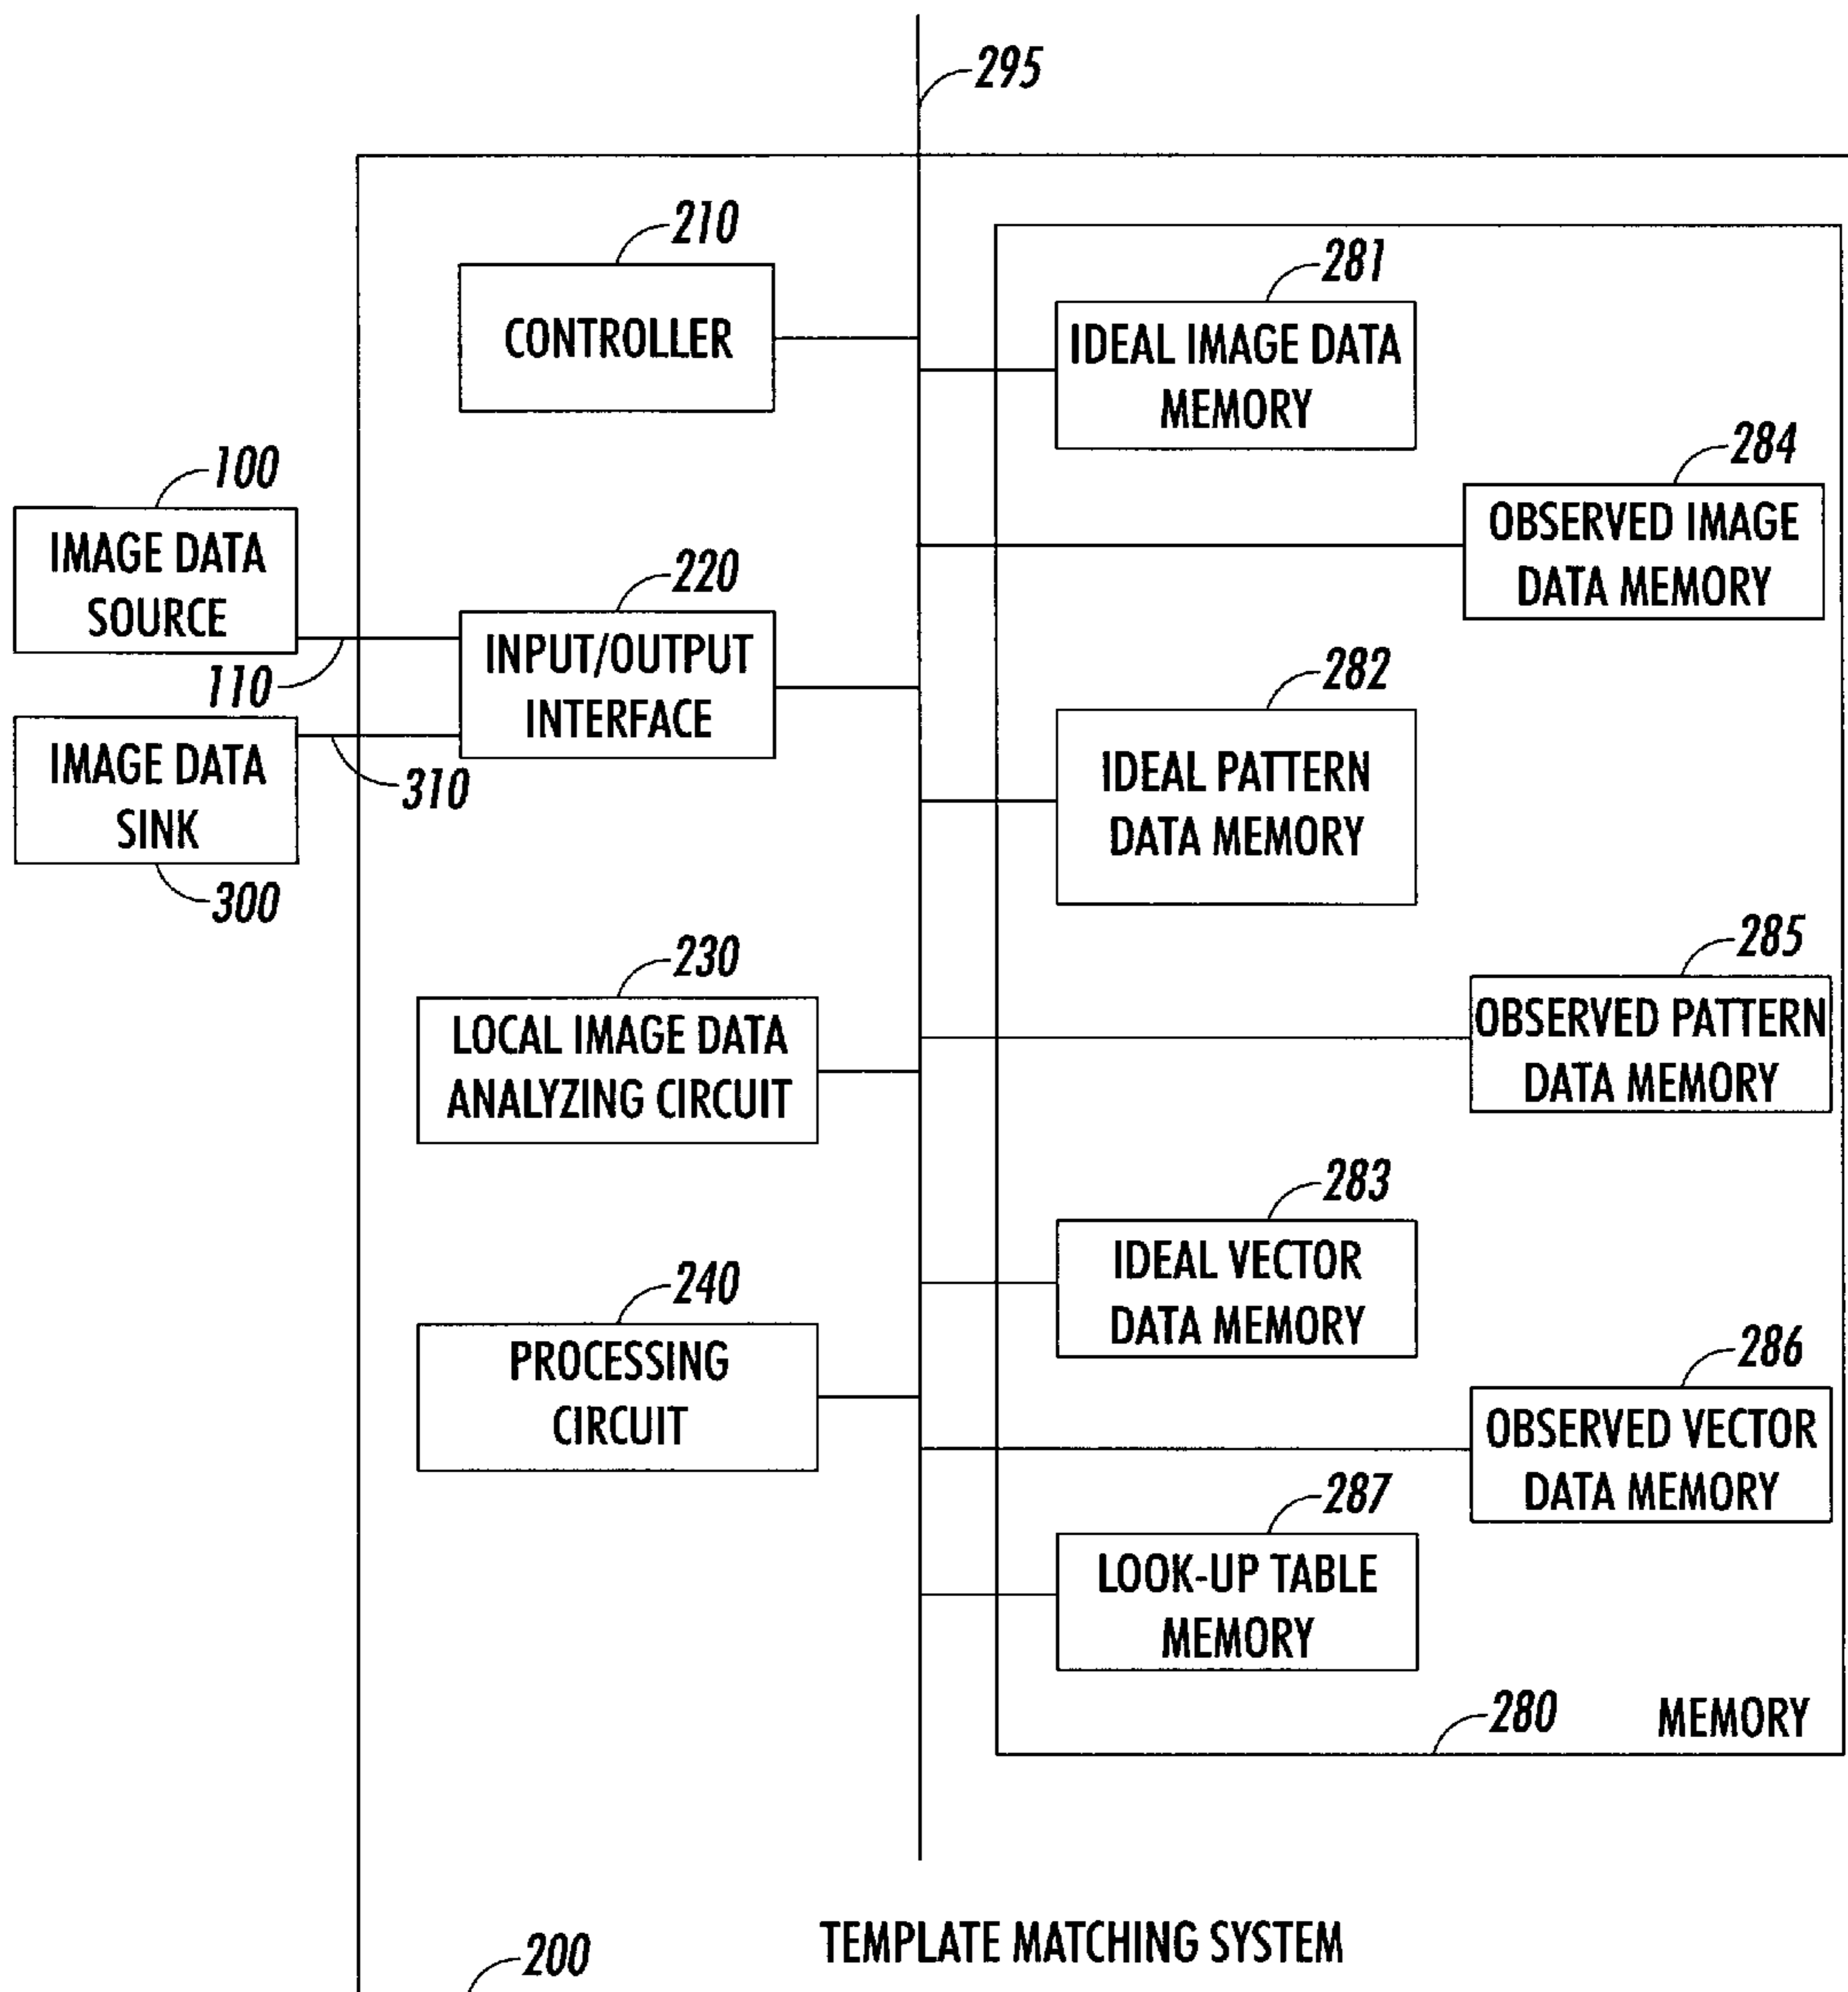 295
210
CONTROLLER
281
IDEAL IMAGE DATA
MEMORY
284
OBSERVED IMAGE
DATA MEMORY
100
IMAGE DATA
SOURCE
110
220
INPUT/OUTPUT
INTERFACE
IMAGE DATA
SINK
300
310
282
IDEAL PATTERN
DATA MEMORY
285
OBSERVED PATTERN
DATA MEMORY
230
LOCAL IMAGE DATA
ANALYZING CIRCUIT
283
IDEAL VECTOR
DATA MEMORY
240
PROCESSING
CIRCUIT
286
OBSERVED VECTOR
DATA MEMORY
287
LOOK-UP TABLE
MEMORY
280
MEMORY
TEMPLATE MATCHING SYSTEM
200